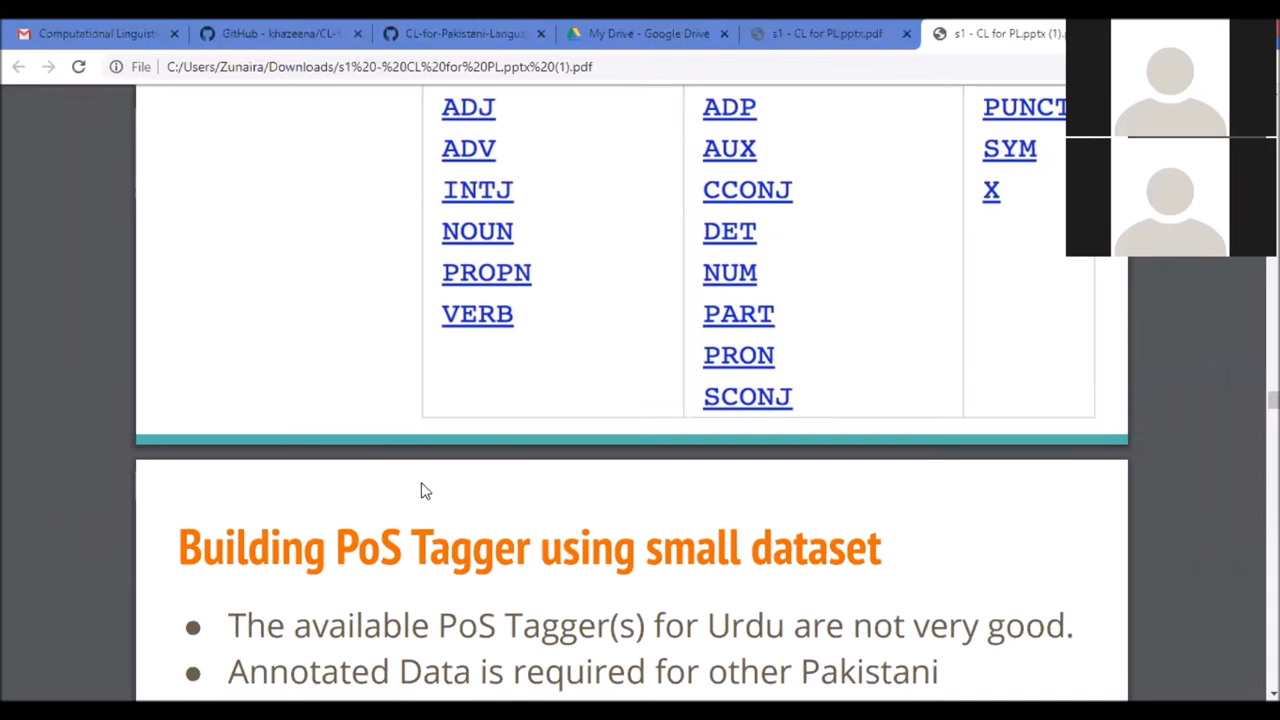 Computational Linguist
GitHub - khazeena/CL-f
CL-for-Pakistani-Langu
My Drive - Google Drive
s1 - CL for PL.pptx.pdf
s1 - CL for PL.pptx (1).p
File
C:/Users/Zunaira/Downloads/s1%20-%20CL%20for%20PL.pptx%20(1).pdf
ADJ ADP PUNCT
ADV AUX SYM
INTJ CCONJ X
NOUN DET
PROPN NUM
VERB PART
PRON
SCONJ
Building PoS Tagger using small dataset
● The available PoS Tagger(s) for Urdu are not very good.
● Annotated Data is required for other Pakistani